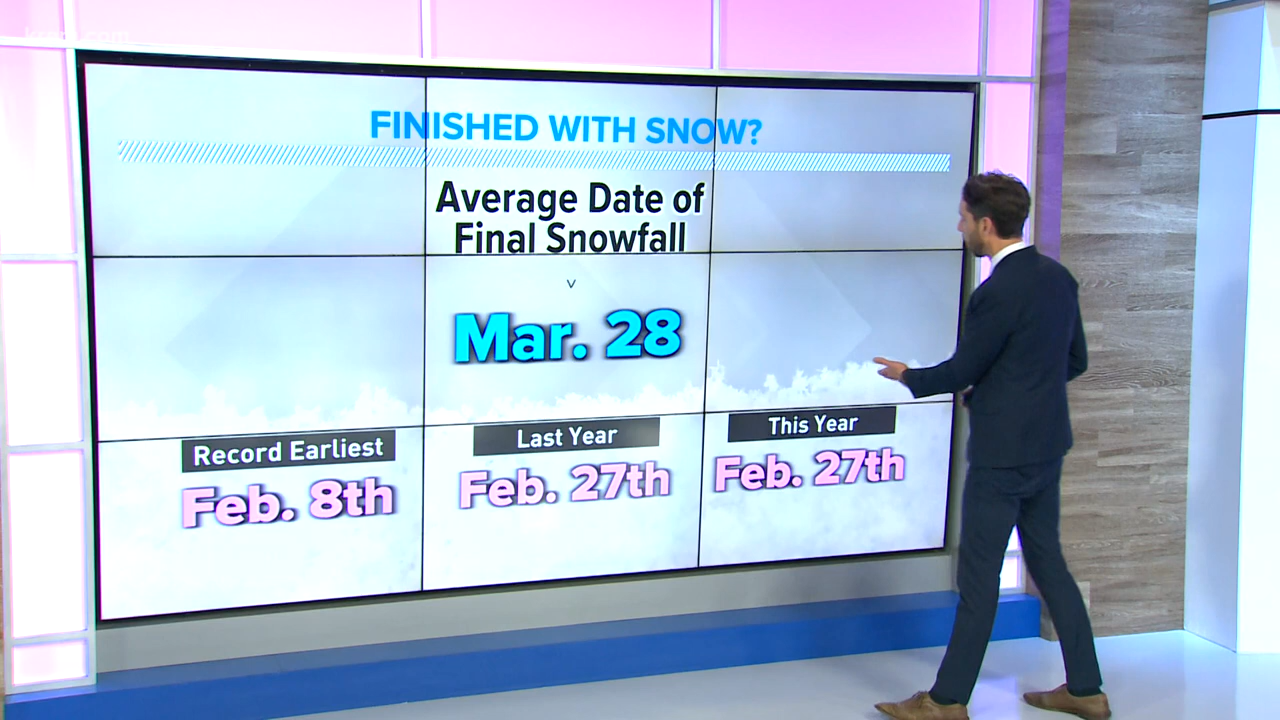 FINISHED WITH SNOW?
Average Date of
Final Snowfall
Mar. 28
Record Earliest
Feb. 8th
Last Year
Feb. 27th
This Year
Feb. 27th